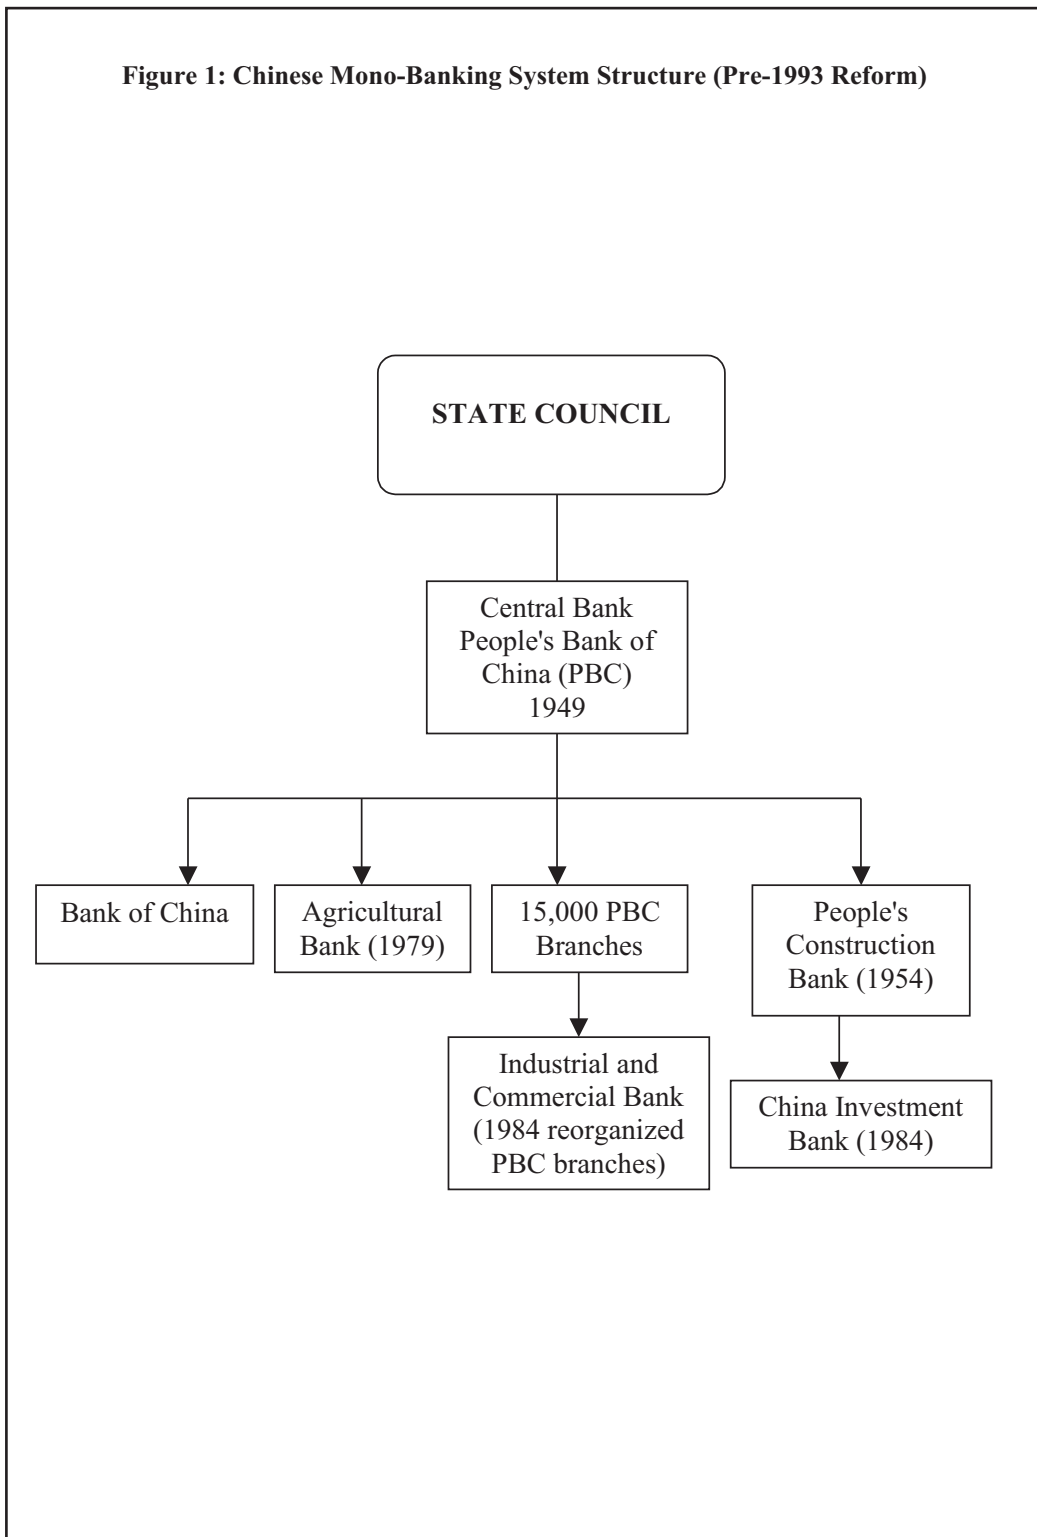 Figure 1: Chinese Mono-Banking System Structure (Pre-1993 Reform)
STATE COUNCIL
Central Bank
People's Bank of
China (PBC)
1949
Bank of China
Agricultural
Bank (1979)
15,000 PBC
Branches
People's
Construction
Bank (1954)
Industrial and
Commercial Bank
(1984 reorganized
PBC branches)
China Investment
Bank (1984)